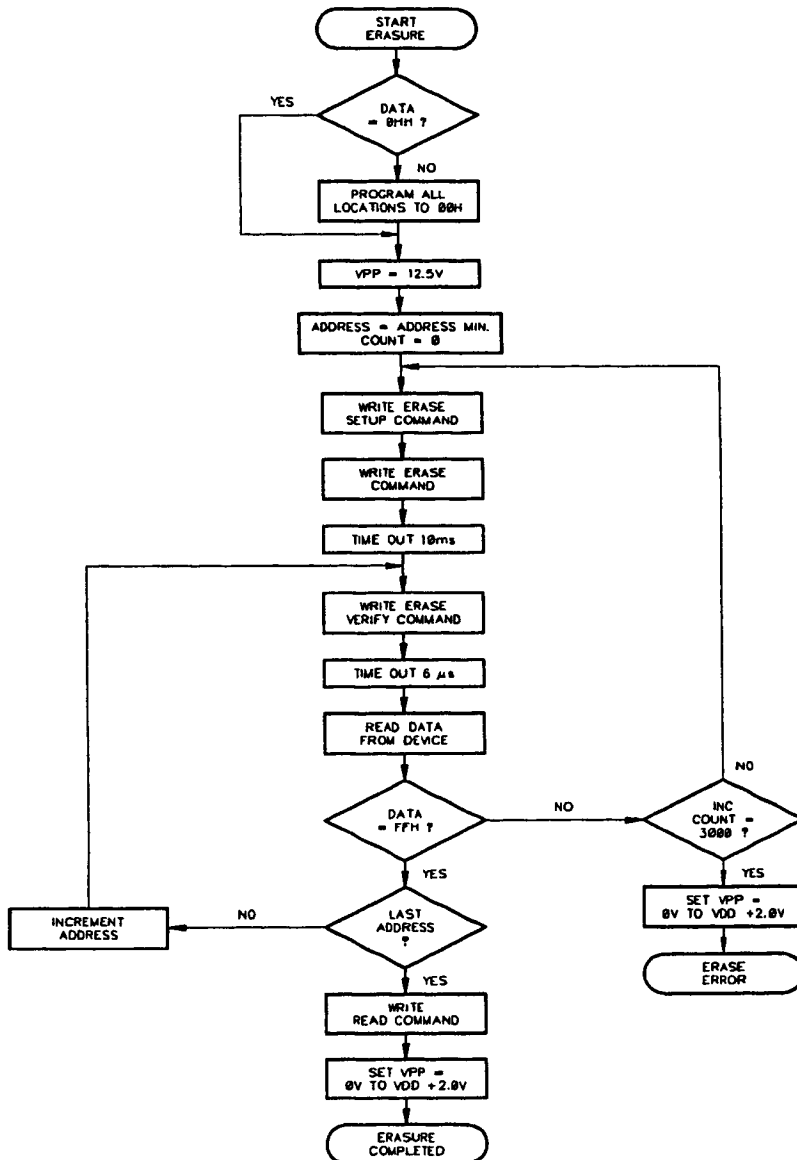 START
ERASURE
YES
DATA
= 0HH ?
NO
PROGRAM ALL
LOCATIONS TO 00H
VPP = 12.5V
ADDRESS = ADDRESS MIN.
COUNT = 0
WRITE ERASE
SETUP COMMAND
WRITE ERASE
COMMAND
TIME OUT 10ms
WRITE ERASE
VERIFY COMMAND
TIME OUT 6 µs
READ DATA
FROM DEVICE
NO
DATA
= FFH ?
NO
INC
COUNT =
3000 ?
YES
YES
SET VPP =
0V TO VDD +2.0V
INCREMENT
ADDRESS
NO
LAST
ADDRESS
?
ERASE
ERROR
YES
WRITE
READ COMMAND
SET VPP =
0V TO VDD +2.0V
ERASURE
COMPLETED